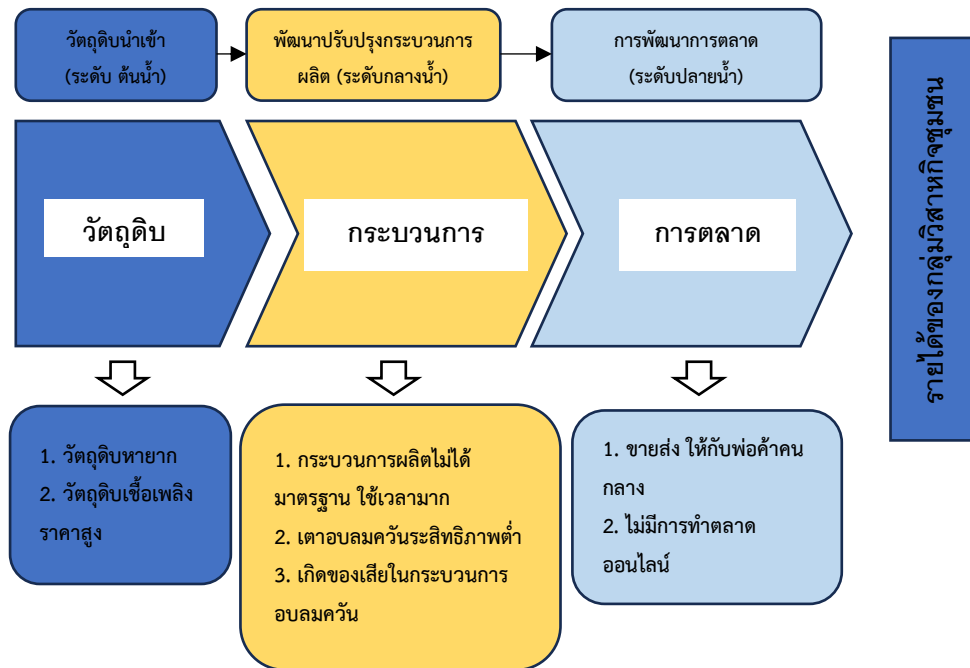 วัตถุดิบนำเข้า
(ระดับ ต้นน้ำ)
พัฒนาปรับปรุงกระบวนการ
ผลิต (ระดับกลางน้ำ)
การพัฒนาการตลาด
(ระดับปลายน้ำ)
วัตถุดิบ
กระบวนการ
การตลาด
รายได้ของกลุ่มวิสาหกิจชุมชน
1. วัตถุดิบหายาก
2. วัตถุดิบเชื้อเพลิง
ราคาสูง
1. กระบวนการผลิตไม่ได้
มาตรฐาน ใช้เวลามาก
2. เตาอบลมควันระสิทธิภาพต่ำ
3. เกิดของเสียในกระบวนการ
อบลมควัน
1. ขายส่ง ให้กับพ่อค้าคน
กลาง
2. ไม่มีการทำตลาด
ออนไลน์